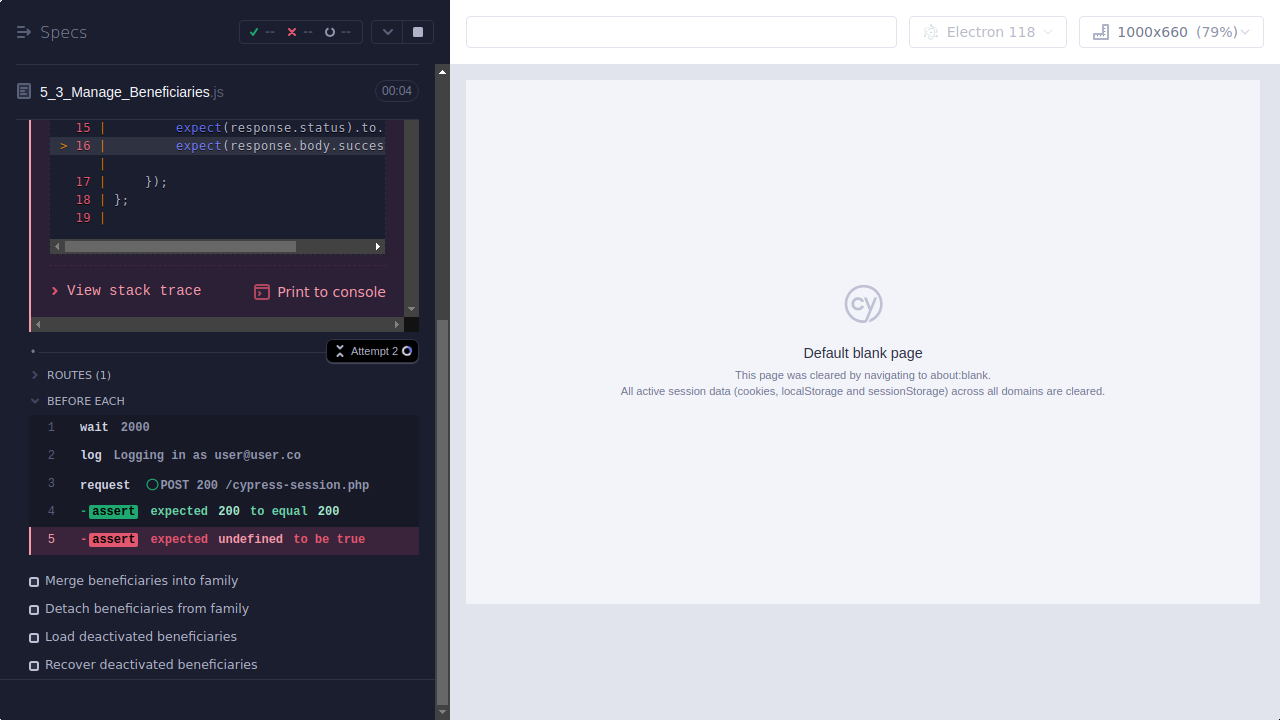 Specs
-- -- --
5_3_Manage_Beneficiaries.js 00:04
15 | expect(response.status).to.
> 16 | expect(response.body.succes
|
17 | });
18 | };
19 |
View stack trace
Print to console
Attempt 2
ROUTES (1)
BEFORE EACH
1 wait 2000
2 log Logging in as user@user.co
3 request POST 200 /cypress-session.php
4 -assert expected 200 to equal 200
5 -assert expected undefined to be true
Merge beneficiaries into family
Detach beneficiaries from family
Load deactivated beneficiaries
Recover deactivated beneficiaries
Electron 118
1000x660 (79%)
cy
Default blank page
This page was cleared by navigating to about:blank.
All active session data (cookies, localStorage and sessionStorage) across all domains are cleared.